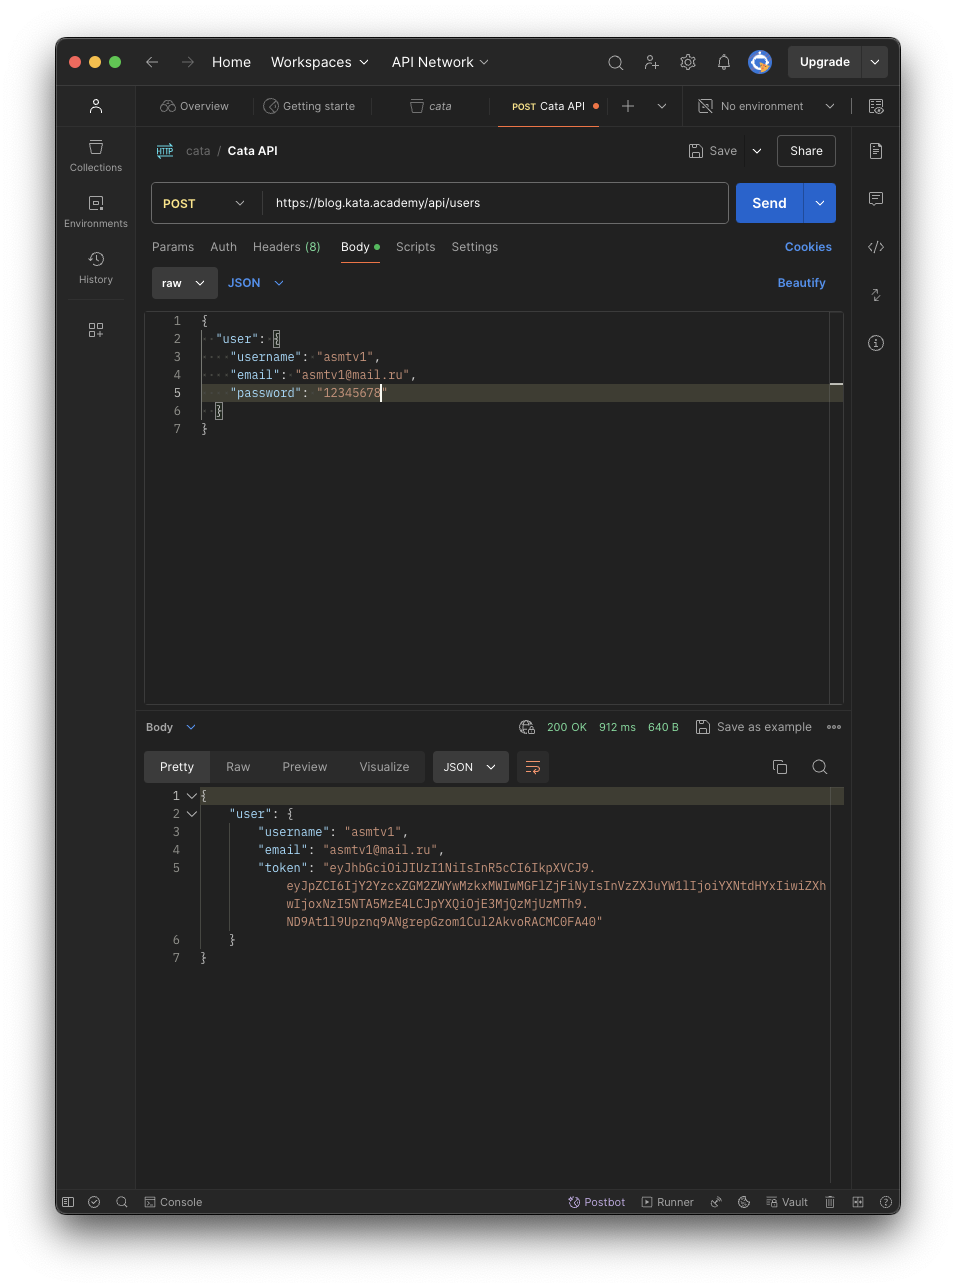 Home Workspaces API Network Upgrade
Overview Getting starte cata POST Cata API No environment
HTTP cata / Cata API Save Share
Collections
Environments
History
POST https://blog.kata.academy/api/users Send
Params Auth Headers (8) Body Scripts Settings Cookies
raw JSON Beautify
1 {
2 "user": {
3 "username": "asmtv1",
4 "email": "asmtv1@mail.ru",
5 "password": "12345678"
6 }
7 }
Body 200 OK 912 ms 640 B Save as example
Pretty Raw Preview Visualize JSON
1 {
2 "user": {
3 "username": "asmtv1",
4 "email": "asmtv1@mail.ru",
5 "token": "eyJhbGciOiJIUzI1NiIsInR5cCI6IkpXVCJ9.
eyJpZCI6IjY2YzcxZGM2ZWYwMzkxMWIwMGFlZjFiNyIsInVzZXJuYW1lIjoiYXNtdHYxIiwiZXh
wIjoxNzI5NTA5MzE4LCJpYXQiOjE3MjQzMjUzMTh9.
ND9At1l9Upznq9ANgrepGzom1Cul2AkvoRACMC0FA40"
6 }
7 }
Console Postbot Runner Vault